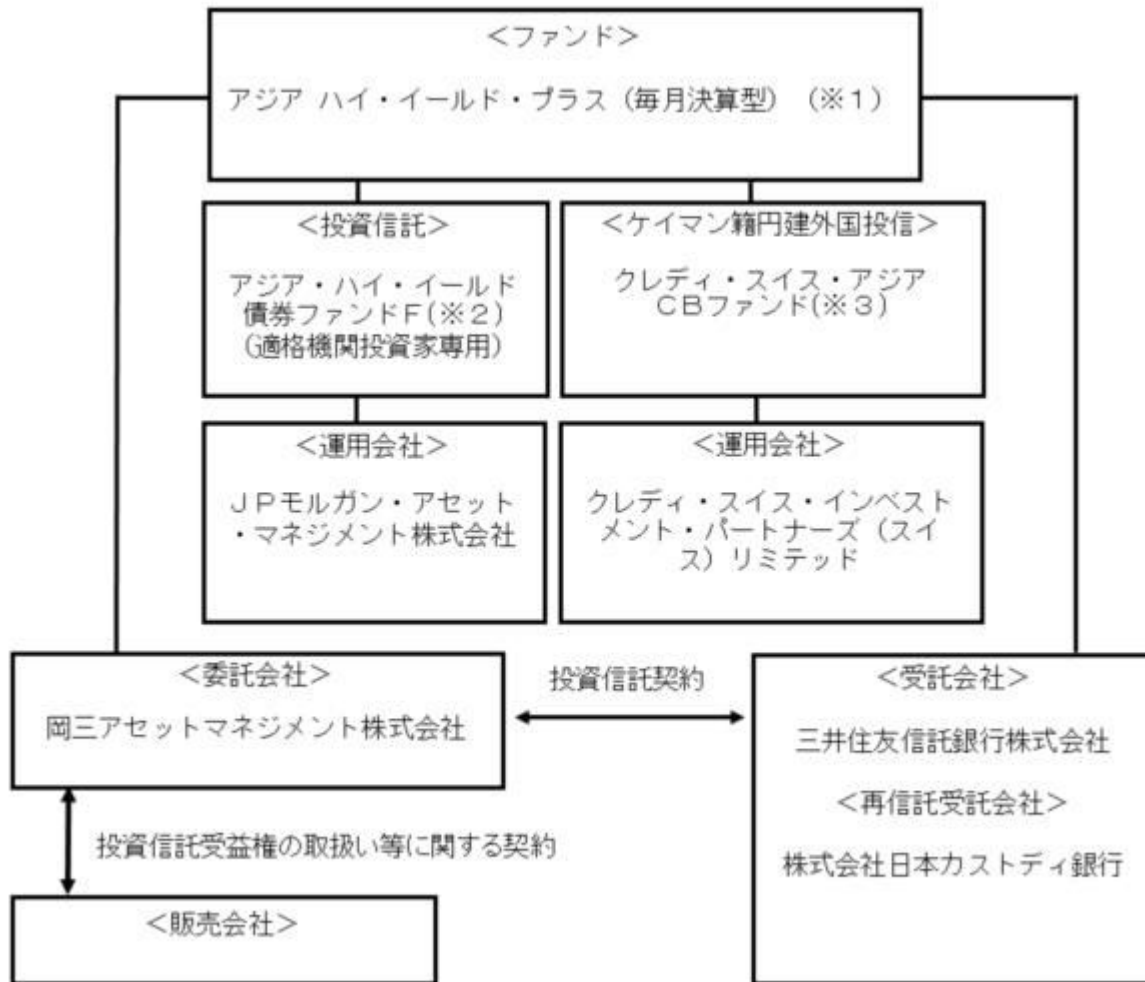 ＜ファンド＞
アジア ハイ・イールド・プラス（毎月決算型）（※１）
＜投資信託＞
アジア・ハイ・イールド
債券ファンドＦ(※２)
（適格機関投資家専用）
＜ケイマン籍円建外国投信＞
クレディ・スイス・アジア
ＣＢファンド(※３)
＜運用会社＞
ＪＰモルガン・アセット
・マネジメント株式会社
＜運用会社＞
クレディ・スイス・インベスト
メント・パートナーズ（スイ
ス）リミテッド
＜委託会社＞
岡三アセットマネジメント株式会社
投資信託契約
＜受託会社＞
三井住友信託銀行株式会社
＜再信託受託会社＞
株式会社日本カストディ銀行
投資信託受益権の取扱い等に関する契約
＜販売会社＞